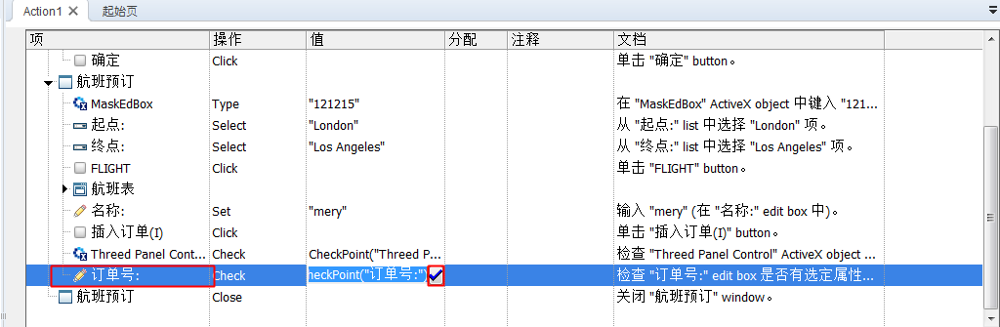 Action1 × 起始页
项 操作 值 分配 注释 文档
确定 Click 单击 "确定" button。
航班预订
MaskEdBox Type "121215" 在 "MaskEdBox" ActiveX object 中键入 "121...
起点: Select "London" 从 "起点:" list 中选择 "London" 项。
终点: Select "Los Angeles" 从 "终点:" list 中选择 "Los Angeles" 项。
FLIGHT Click 单击 "FLIGHT" button。
航班表
名称: Set "mery" 输入 "mery" (在 "名称:" edit box 中)。
插入订单(I) Click 单击 "插入订单(I)" button。
Threed Panel Cont... Check CheckPoint("Threed P... 检查 "Threed Panel Control" ActiveX object ...
订单号: Check heckPoint("订单号:") 检查 "订单号:" edit box 是否有选定属性...
航班预订 Close 关闭 "航班预订" window。